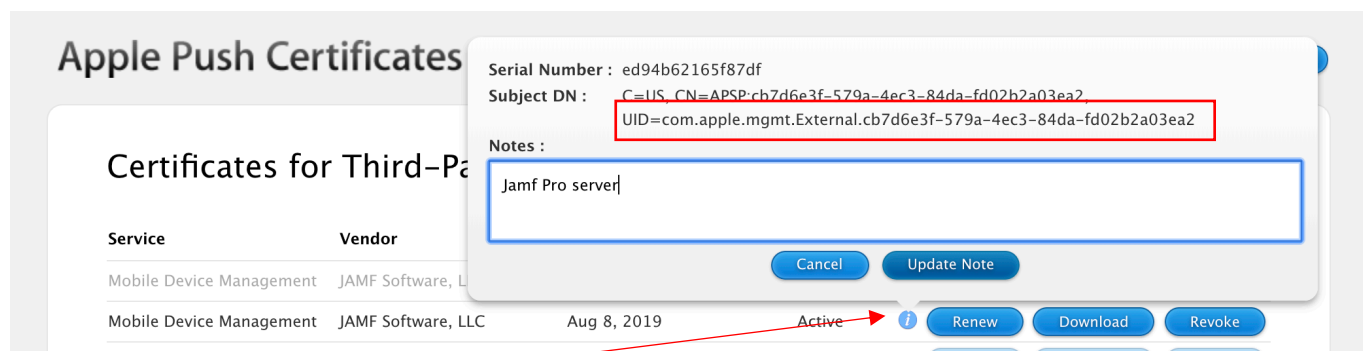 Apple Push Certificates
Serial Number : ed94b62165f87df
Subject DN : C=US, CN=APSP:cb7d6e3f-579a-4ec3-84da-fd02b2a03ea2,
UID=com.apple.mgmt.External.cb7d6e3f-579a-4ec3-84da-fd02b2a03ea2
Notes :
Jamf Pro server
Cancel Update Note
Certificates for Third-Pa
Service Vendor
Mobile Device Management JAMF Software, L
Mobile Device Management JAMF Software, LLC Aug 8, 2019 Active i Renew Download Revoke